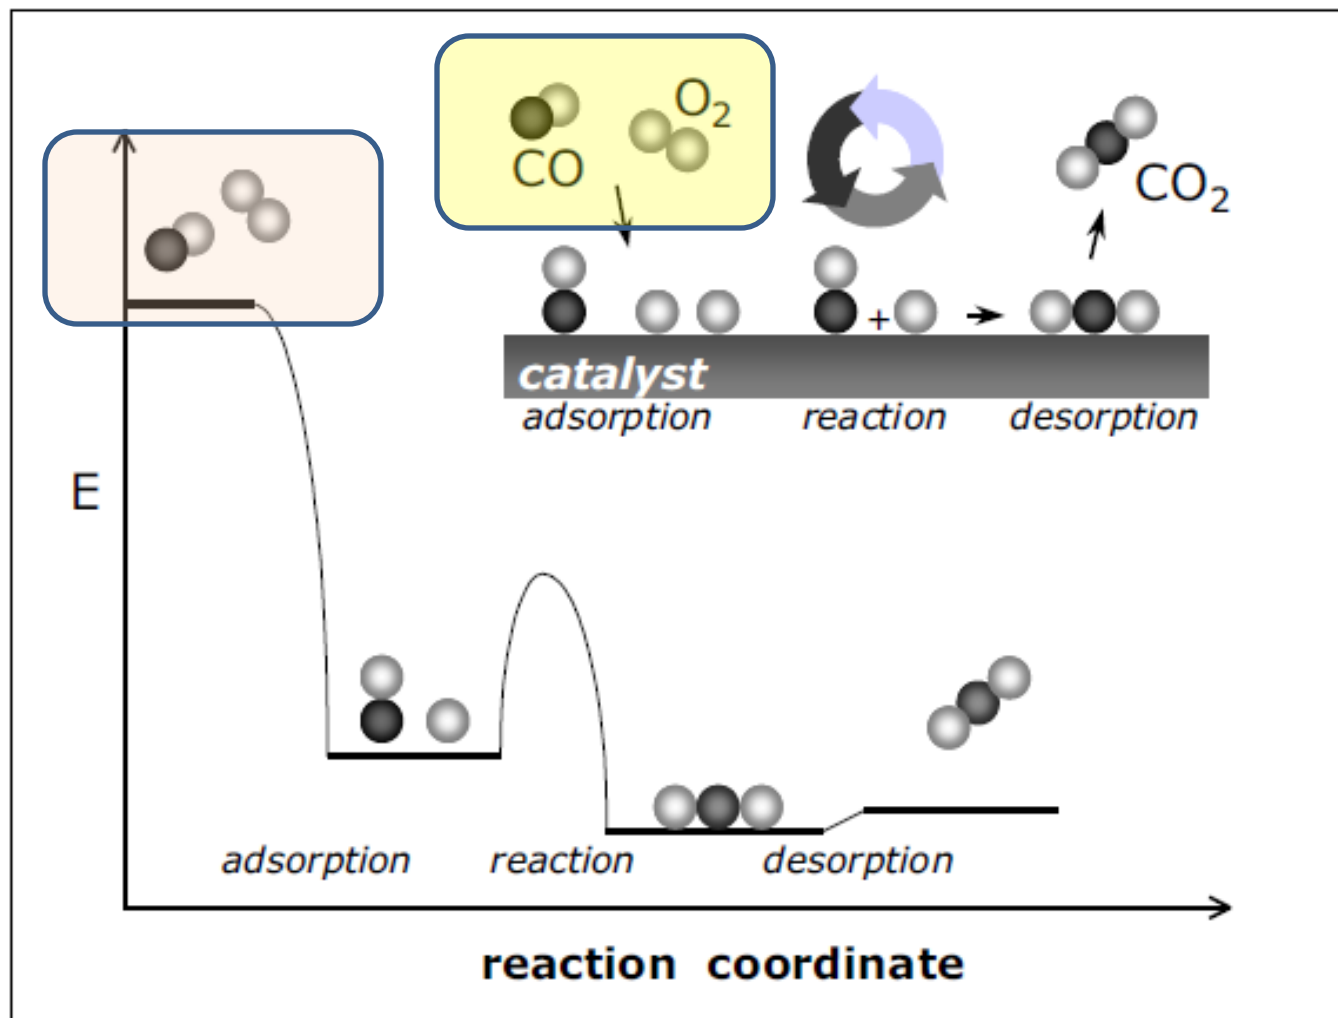 O₂
CO
CO₂
+
catalyst
adsorption reaction desorption
E
adsorption reaction desorption
reaction coordinate